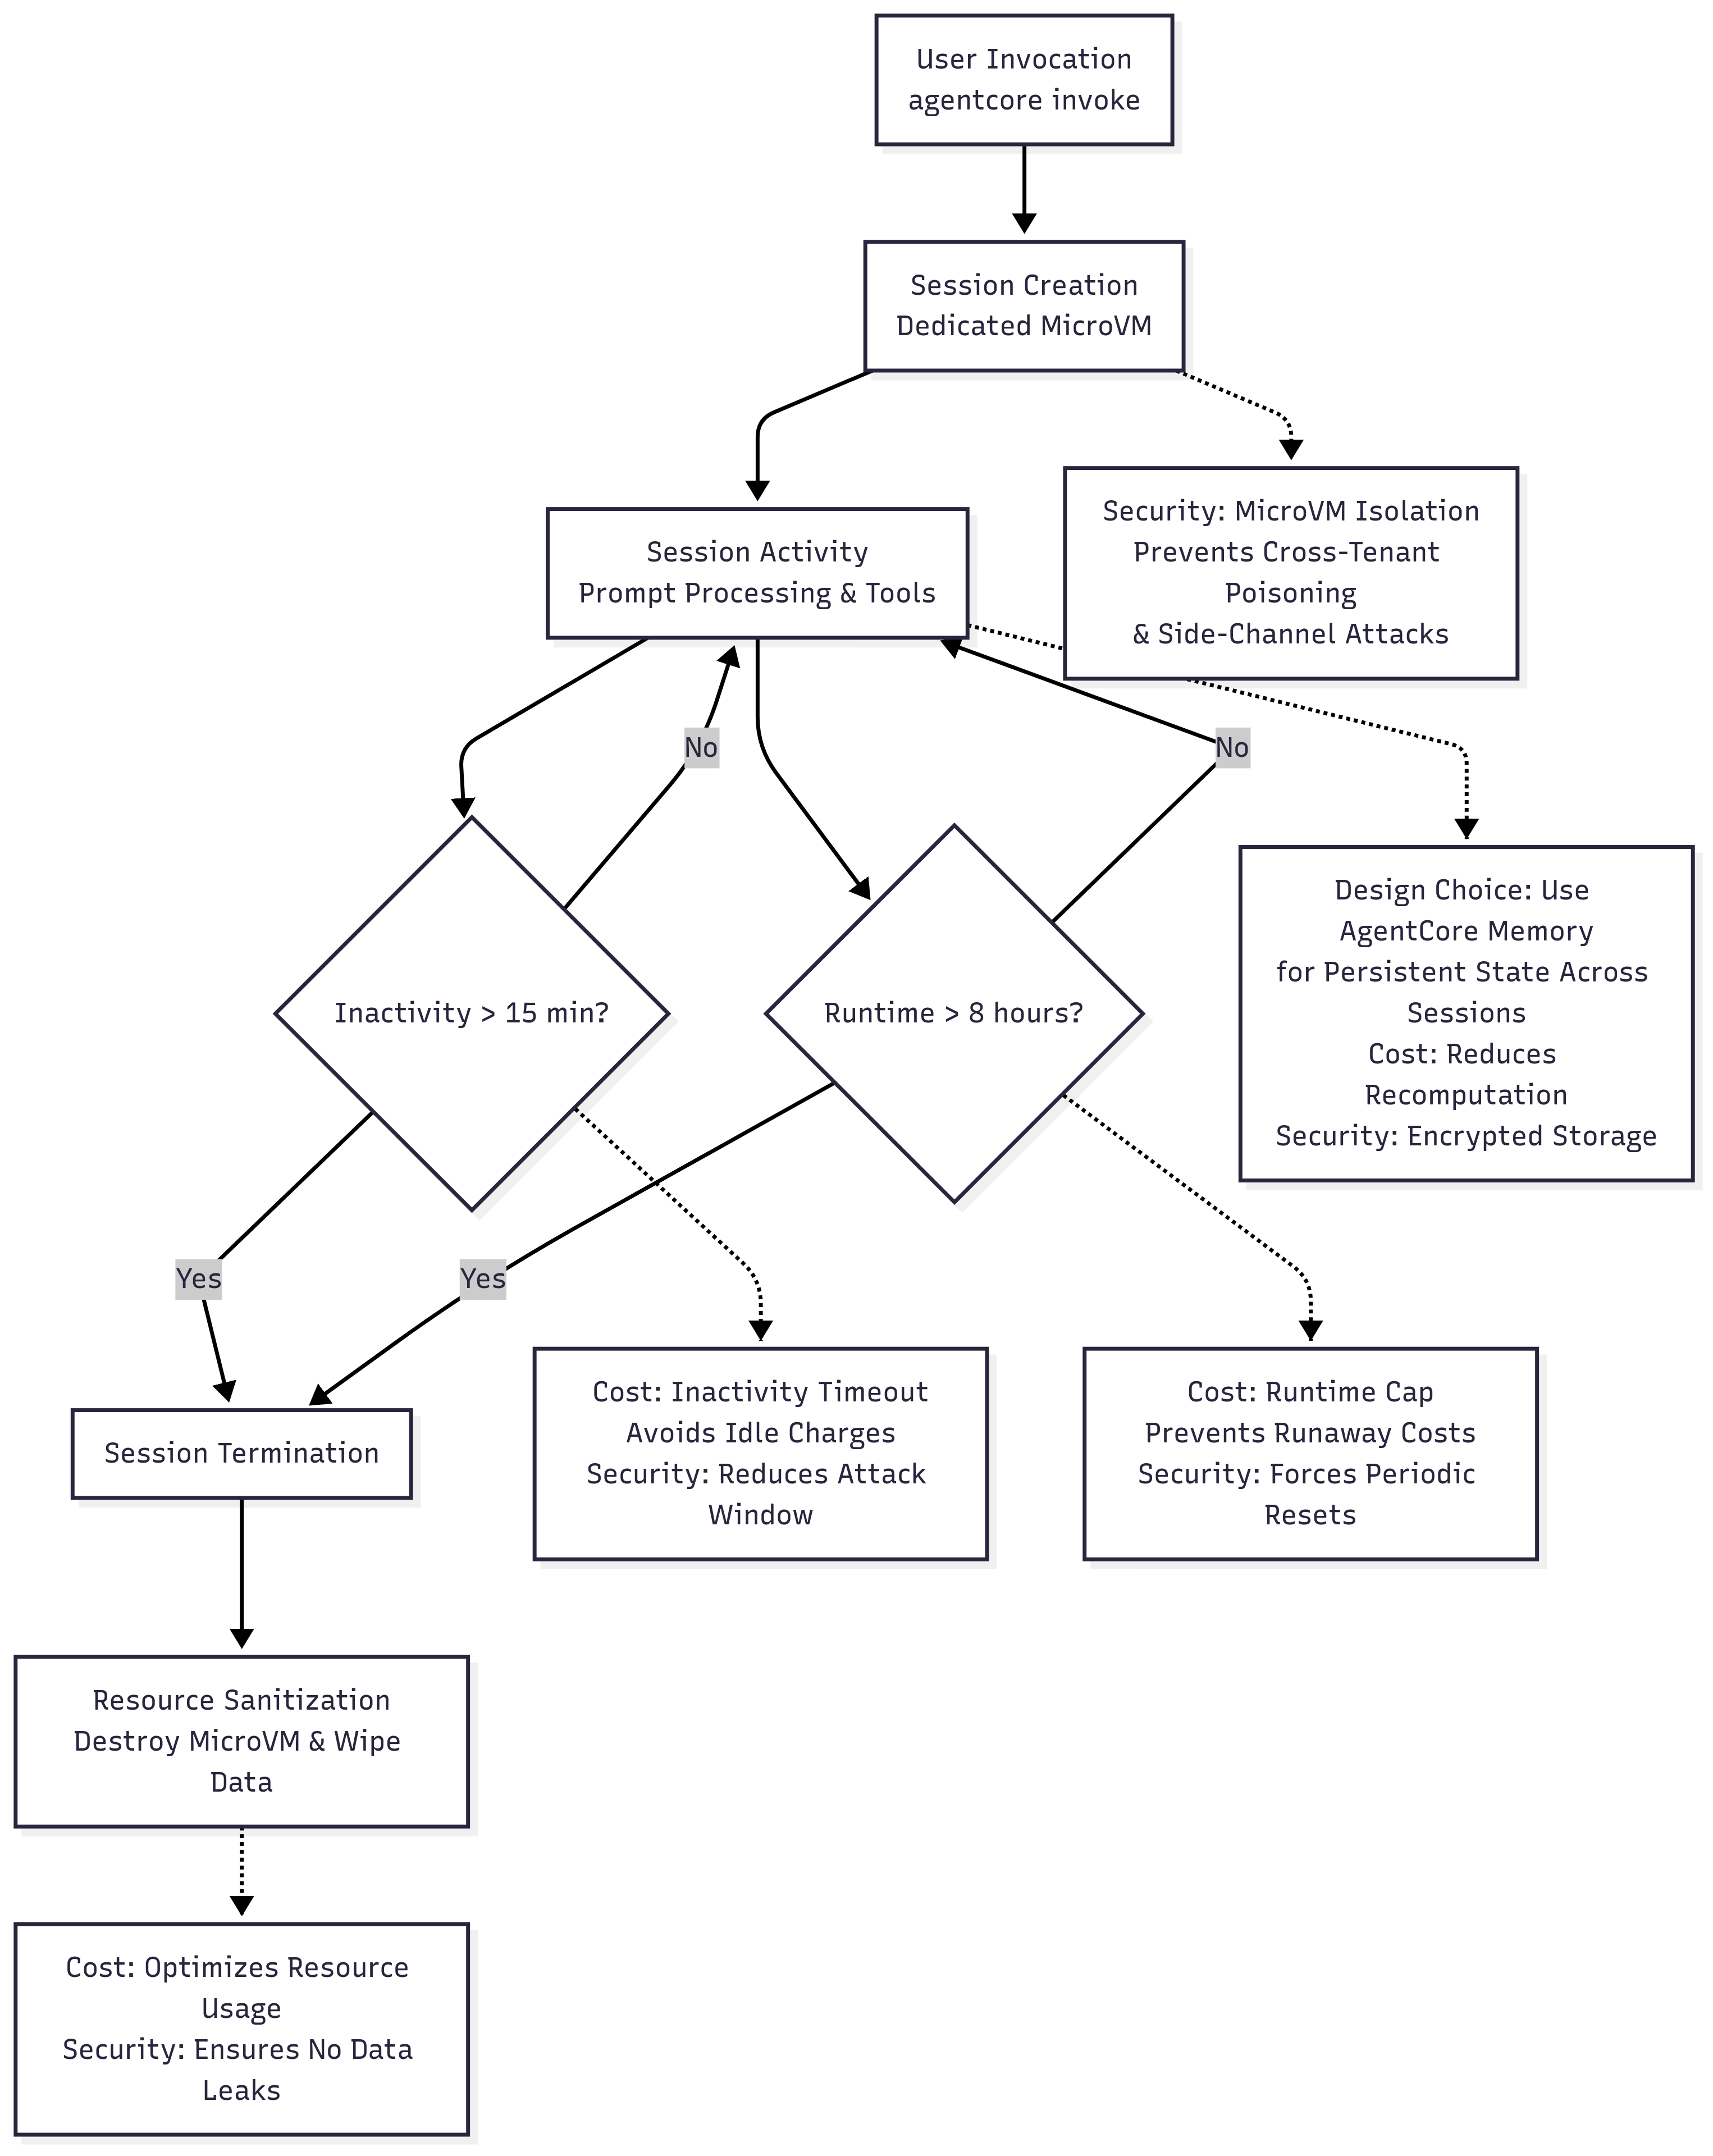 User Invocation
agentcore invoke
Session Creation
Dedicated MicroVM
Security: MicroVM Isolation
Prevents Cross-Tenant
Poisoning
& Side-Channel Attacks
Session Activity
Prompt Processing & Tools
No
No
Design Choice: Use
AgentCore Memory
for Persistent State Across
Sessions
Cost: Reduces
Recomputation
Security: Encrypted Storage
Inactivity > 15 min?
Runtime > 8 hours?
Yes
Yes
Session Termination
Cost: Inactivity Timeout
Avoids Idle Charges
Security: Reduces Attack
Window
Cost: Runtime Cap
Prevents Runaway Costs
Security: Forces Periodic
Resets
Resource Sanitization
Destroy MicroVM & Wipe
Data
Cost: Optimizes Resource
Usage
Security: Ensures No Data
Leaks